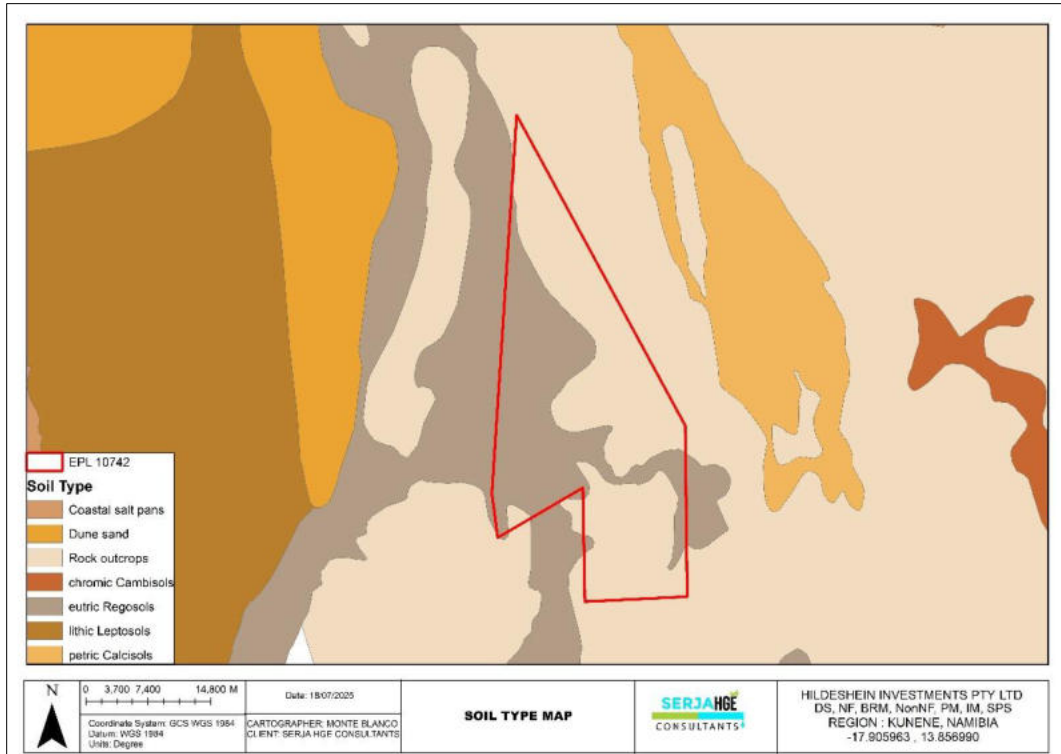 EPL 10742
Soil Type
Coastal salt pans
Dune sand
Rock outcrops
chromic Cambisols
eutric Regosols
lithic Leptosols
petric Calcisols
N
0 3,700 7,400 14,800 M
Coordinate System: GCS WGS 1984
Datum: WGS 1984
Units: Degree
Date: 18/07/2025
CARTOGRAPHER: MONTE BLANCO
CLIENT: SERJA HGE CONSULTANTS
SOIL TYPE MAP
SERJAHGE
CONSULTANTS
HILDESHEIN INVESTMENTS PTY LTD
DS, NF, BRM, NonNF, PM, IM, SPS
REGION : KUNENE, NAMIBIA
-17.905963 , 13.856990